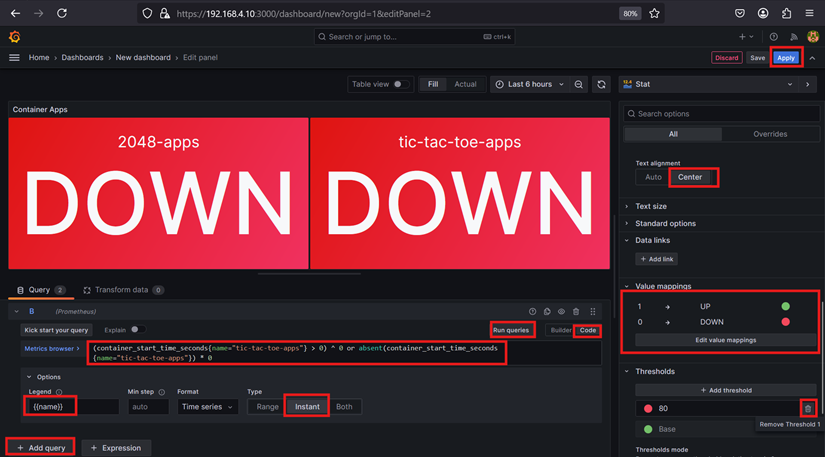 https://192.168.4.10:3000/dashboard/new?orgId=1&editPanel=2
80%
Search or jump to...
ctrl+k
Home › Dashboards › New dashboard › Edit panel
Discard
Save
Apply
Table view
Fill
Actual
Last 6 hours
Stat
Container Apps
2048-apps
DOWN
tic-tac-toe-apps
DOWN
Search options
All
Overrides
Text alignment
Auto
Center
Text size
Standard options
Data links
+ Add link
Value mappings
1 → UP
0 → DOWN
Edit value mappings
Thresholds
+ Add threshold
80
Remove Threshold 1
Base
Thresholds mode
Query 2
Transform data 0
B (Prometheus)
Kick start your query
Explain
Run queries
Builder
Code
Metrics browser ›
(container_start_time_seconds{name="tic-tac-toe-apps"} > 0) ^ 0 or absent(container_start_time_seconds
{name="tic-tac-toe-apps"}) * 0
Options
Legend
Min step
Format
Type
{{name}}
auto
Time series
Range
Instant
Both
+ Add query
+ Expression